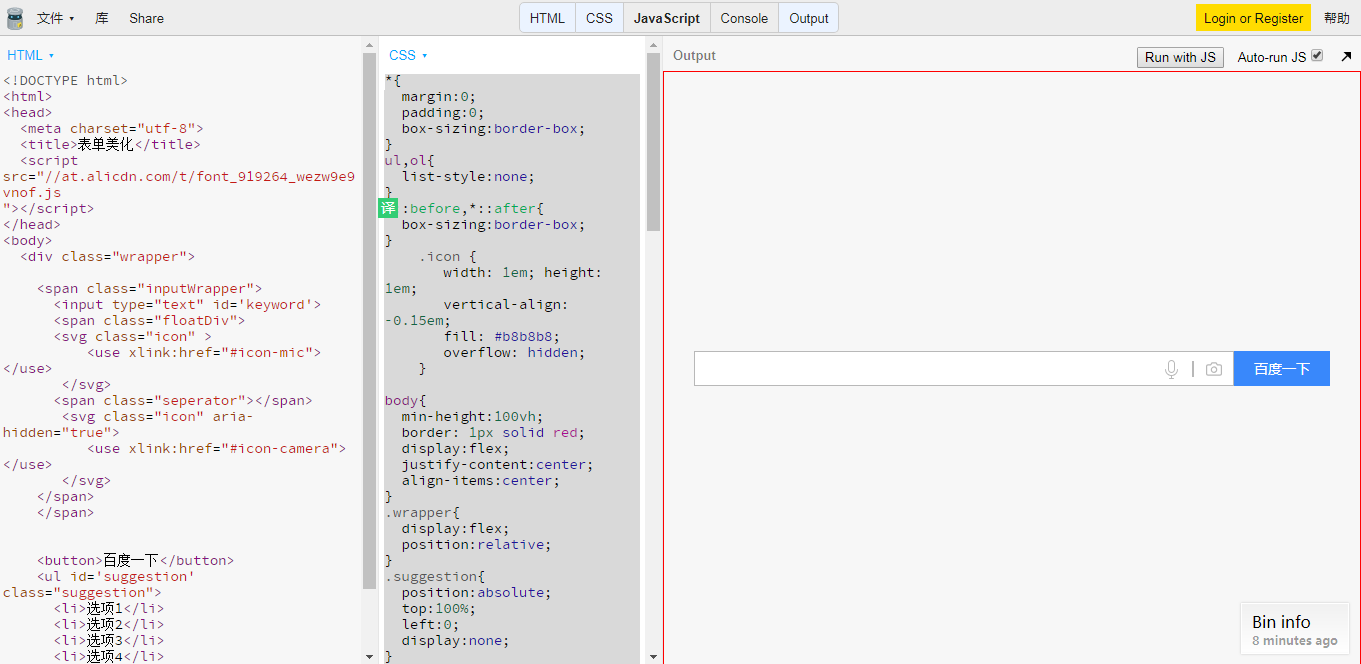 文件 库 Share HTML CSS JavaScript Console Output Login or Register 帮助
HTML
<!DOCTYPE html>
<html>
<head>
<meta charset="utf-8">
<title>表单美化</title>
<script
src="//at.alicdn.com/t/font_919264_wezw9e9
vnof.js
"></script>
</head>
<body>
<div class="wrapper">
<span class="inputWrapper">
<input type="text" id='keyword'>
<span class="floatDiv">
<svg class="icon" >
<use xlink:href="#icon-mic">
</use>
</svg>
<span class="seperator"></span>
<svg class="icon" aria-
hidden="true">
<use xlink:href="#icon-camera">
</use>
</svg>
</span>
</span>
<button>百度一下</button>
<ul id='suggestion'
class="suggestion">
<li>选项1</li>
<li>选项2</li>
<li>选项3</li>
<li>选项4</li>
CSS
*{
margin:0;
padding:0;
box-sizing:border-box;
}
ul,ol{
list-style:none;
}
译 :before,*::after{
box-sizing:border-box;
}
.icon {
width: 1em; height:
1em;
vertical-align:
-0.15em;
fill: #b8b8b8;
overflow: hidden;
}
body{
min-height:100vh;
border: 1px solid red;
display:flex;
justify-content:center;
align-items:center;
}
.wrapper{
display:flex;
position:relative;
}
.suggestion{
position:absolute;
top:100%;
left:0;
display:none;
}
Output Run with JS Auto-run JS
百度一下
Bin info
8 minutes ago